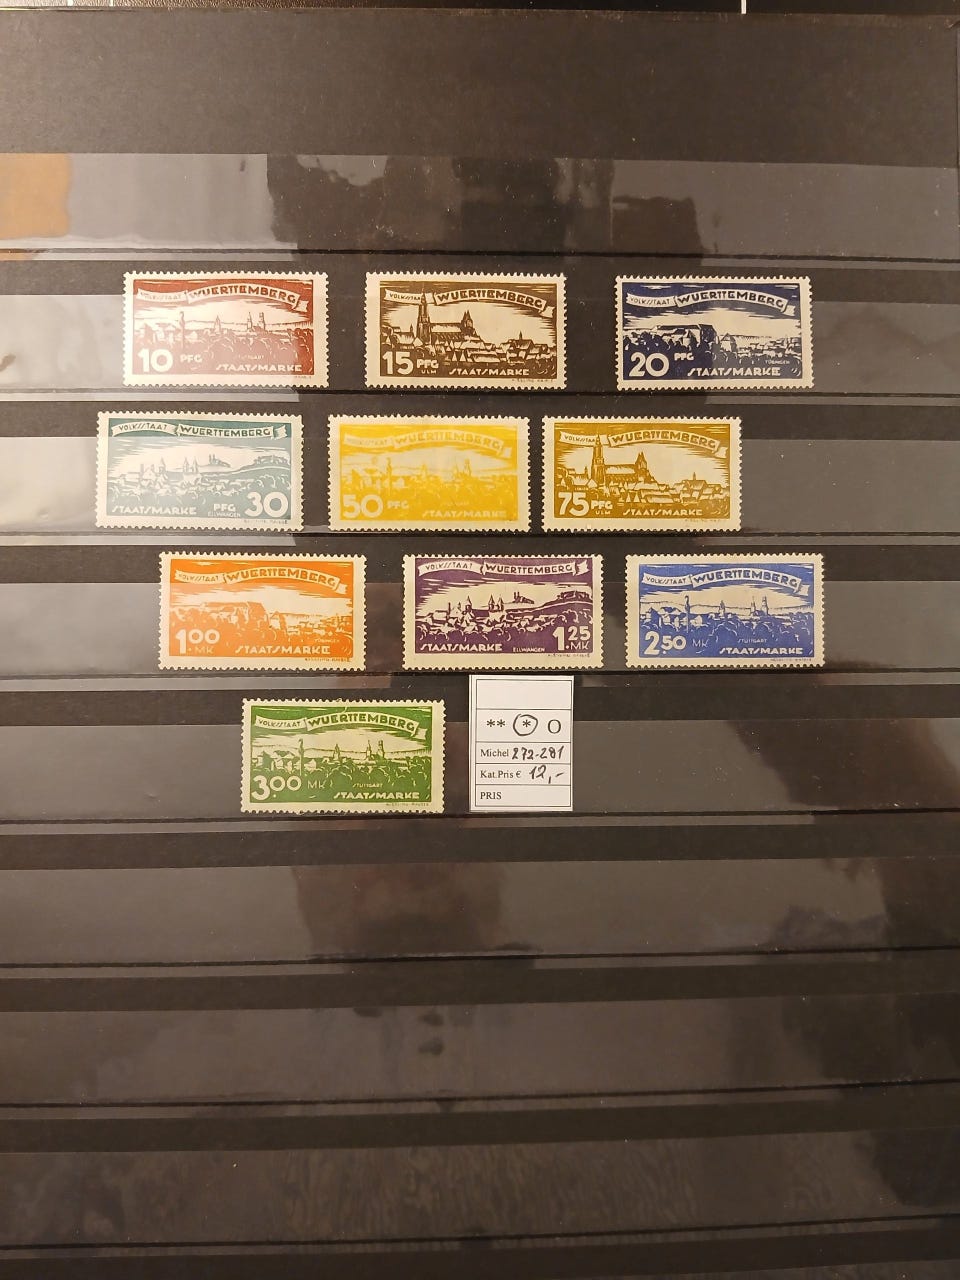 VOLKSSTAAT WUERTTEMBERG
10 PFG STUTTGART
STAATSMARKE
VOLKSSTAAT WUERTTEMBERG
15 PFG
ULM STAATSMARKE
VOLKSSTAAT WUERTTEMBERG
20 PFG TÜBINGEN
STAATSMARKE
VOLKSSTAAT WUERTTEMBERG
30
STAATSMARKE PFG
ELLWANGEN
VOLKSSTAAT WUERTTEMBERG
50 PFG
STAATSMARKE
VOLKSSTAAT WUERTTEMBERG
75 PFG
ULM STAATSMARKE
VOLKSSTAAT WUERTTEMBERG
1.00 MK TÜBINGEN
STAATSMARKE
VOLKSSTAAT WUERTTEMBERG
1.25
STAATSMARKE ELLWANGEN MK
VOLKSSTAAT WUERTTEMBERG
2.50 MK STUTTGART
STAATSMARKE
VOLKSSTAAT WUERTTEMBERG
3.00 MK STUTTGART
STAATSMARKE
** * O
Michel 272-281
Kat.Pris € 12,-
PRIS